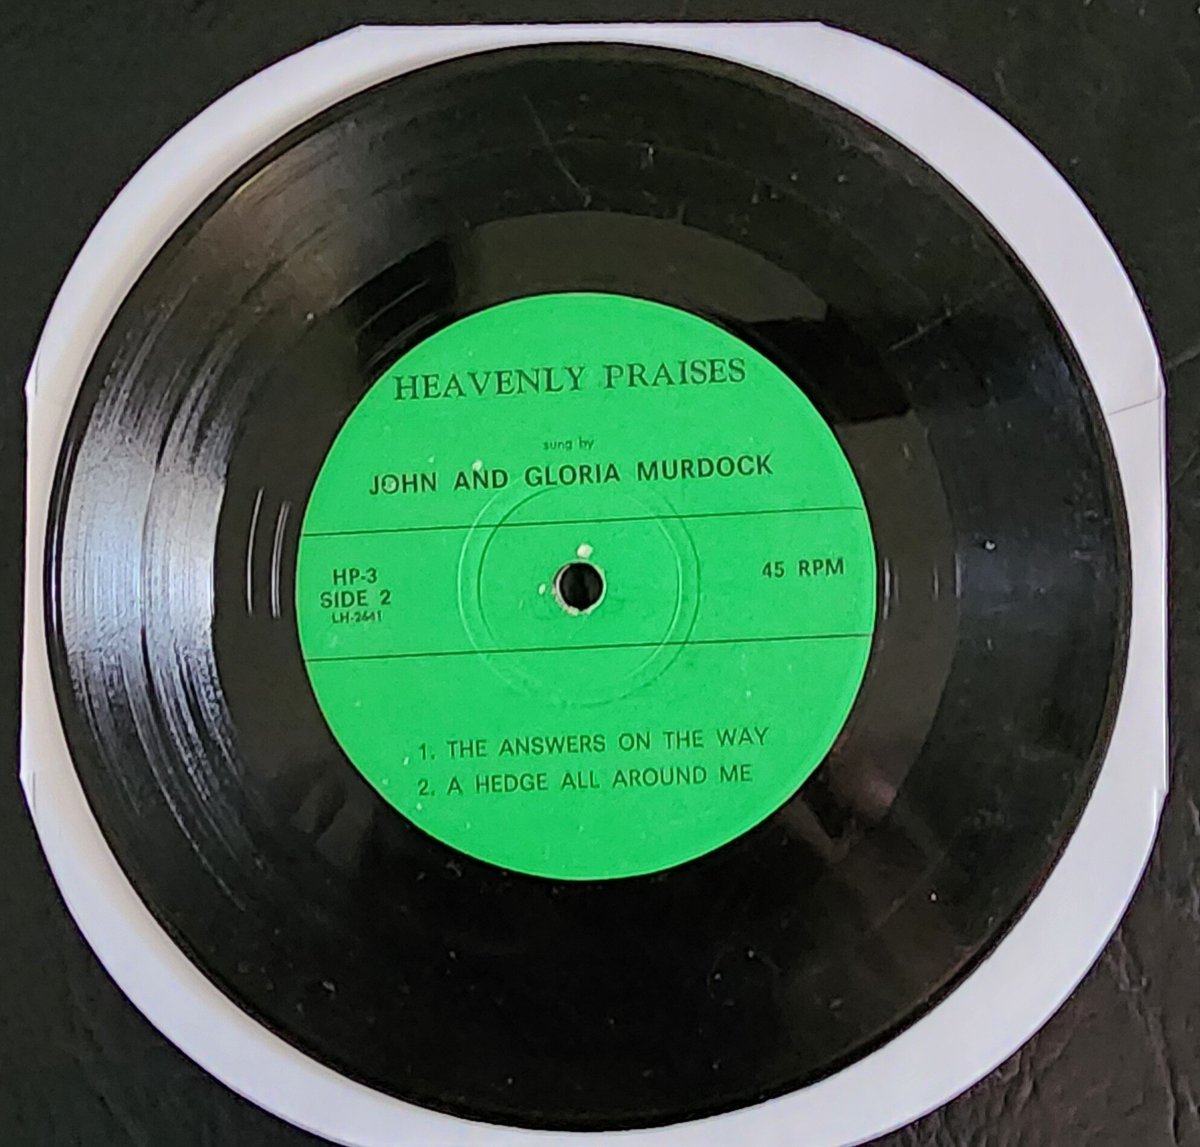 HEAVENLY PRAISES
sung by
JOHN AND GLORIA MURDOCK
HP-3
SIDE 2
LH-2641
45 RPM
1. THE ANSWERS ON THE WAY
2. A HEDGE ALL AROUND ME